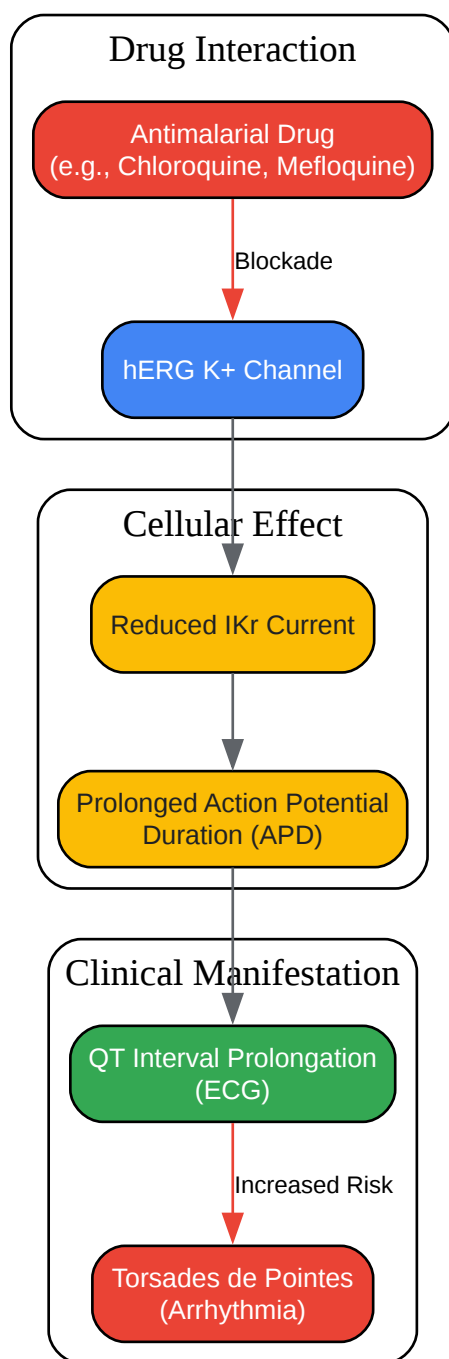 Drug Interaction
Antimalarial Drug
(e.g., Chloroquine, Mefloquine)
Blockade
hERG K+ Channel
Cellular Effect
Reduced IKr Current
Prolonged Action Potential
Duration (APD)
Clinical Manifestation
QT Interval Prolongation
(ECG)
Increased Risk
Torsades de Pointes
(Arrhythmia)